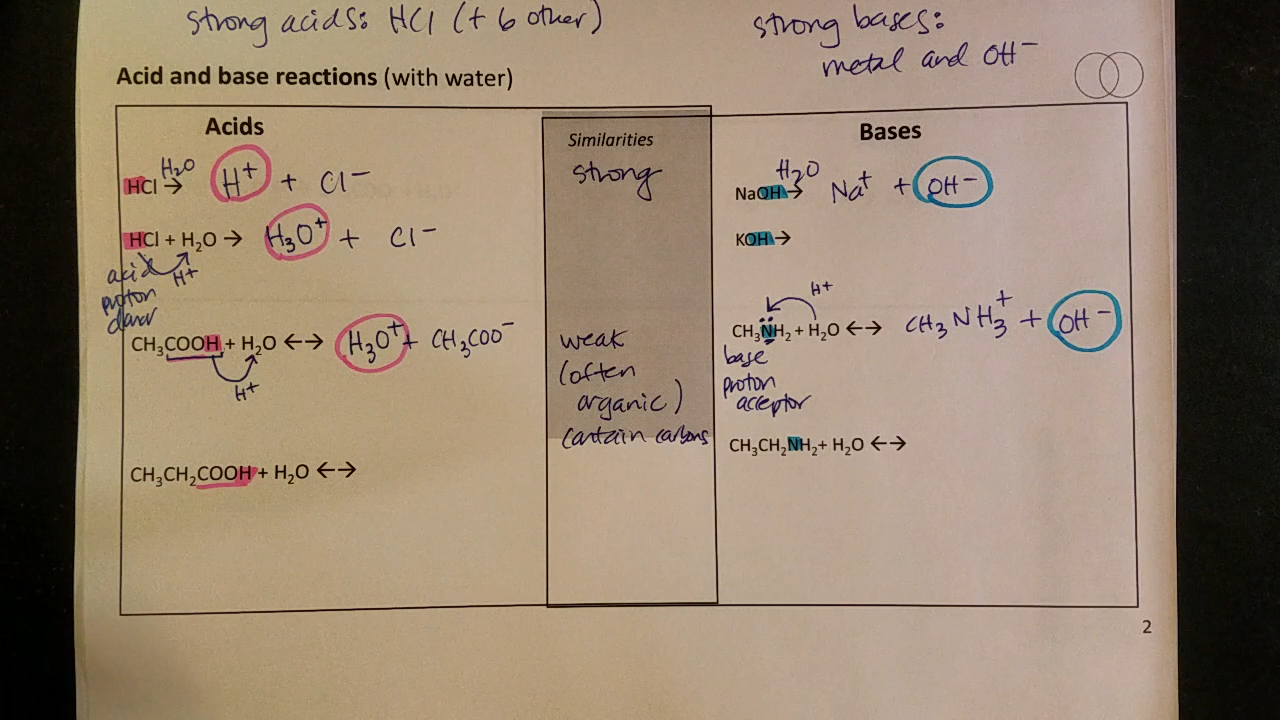 strong acids: HCl (+ 6 other)
strong bases:
metal and OH⁻
Acid and base reactions (with water)
Acids
HCl → H₂O H⁺ + Cl⁻
HCl + H₂O → H₃O⁺ + Cl⁻
acid H⁺
proton
donor
CH₃COOH + H₂O ↔ H₃O⁺ + CH₃COO⁻
H⁺
CH₃CH₂COOH + H₂O ↔
Similarities
strong
weak
(often
organic)
contain carbons
Bases
NaOH → H₂O Na⁺ + OH⁻
KOH →
H⁺
CH₃NH₂ + H₂O ↔ CH₃NH₃⁺ + OH⁻
base
proton
acceptor
CH₃CH₂NH₂ + H₂O ↔
2